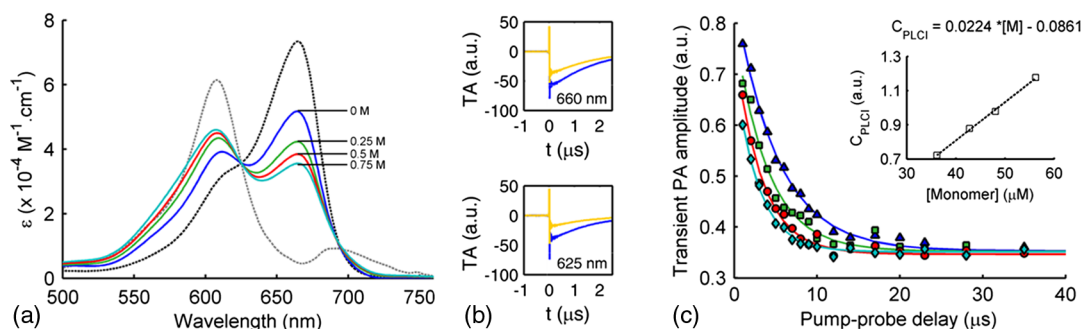 8
6
4
2
0
ε (x 10⁻⁴ M⁻¹.cm⁻¹)
0 M
0.25 M
0.5 M
0.75 M
500 600 650 700 750
Wavelength (nm)
(a)
50
0
-50
-100
TA (a.u.)
660 nm
-1 0 1 2
t (μs)
50
0
-50
-100
TA (a.u.)
625 nm
-1 0 1 2
t (μs)
(b)
0.8
0.7
0.6
0.5
0.4
0.3
Transient PA amplitude (a.u.)
0 10 20 30 40
Pump-probe delay (μs)
C_PLCI = 0.0224 *[M] - 0.0861
1.3
1.1
0.9
0.7
C_PLCI (a.u.)
30 40 50 60
[Monomer] (μM)
(c)